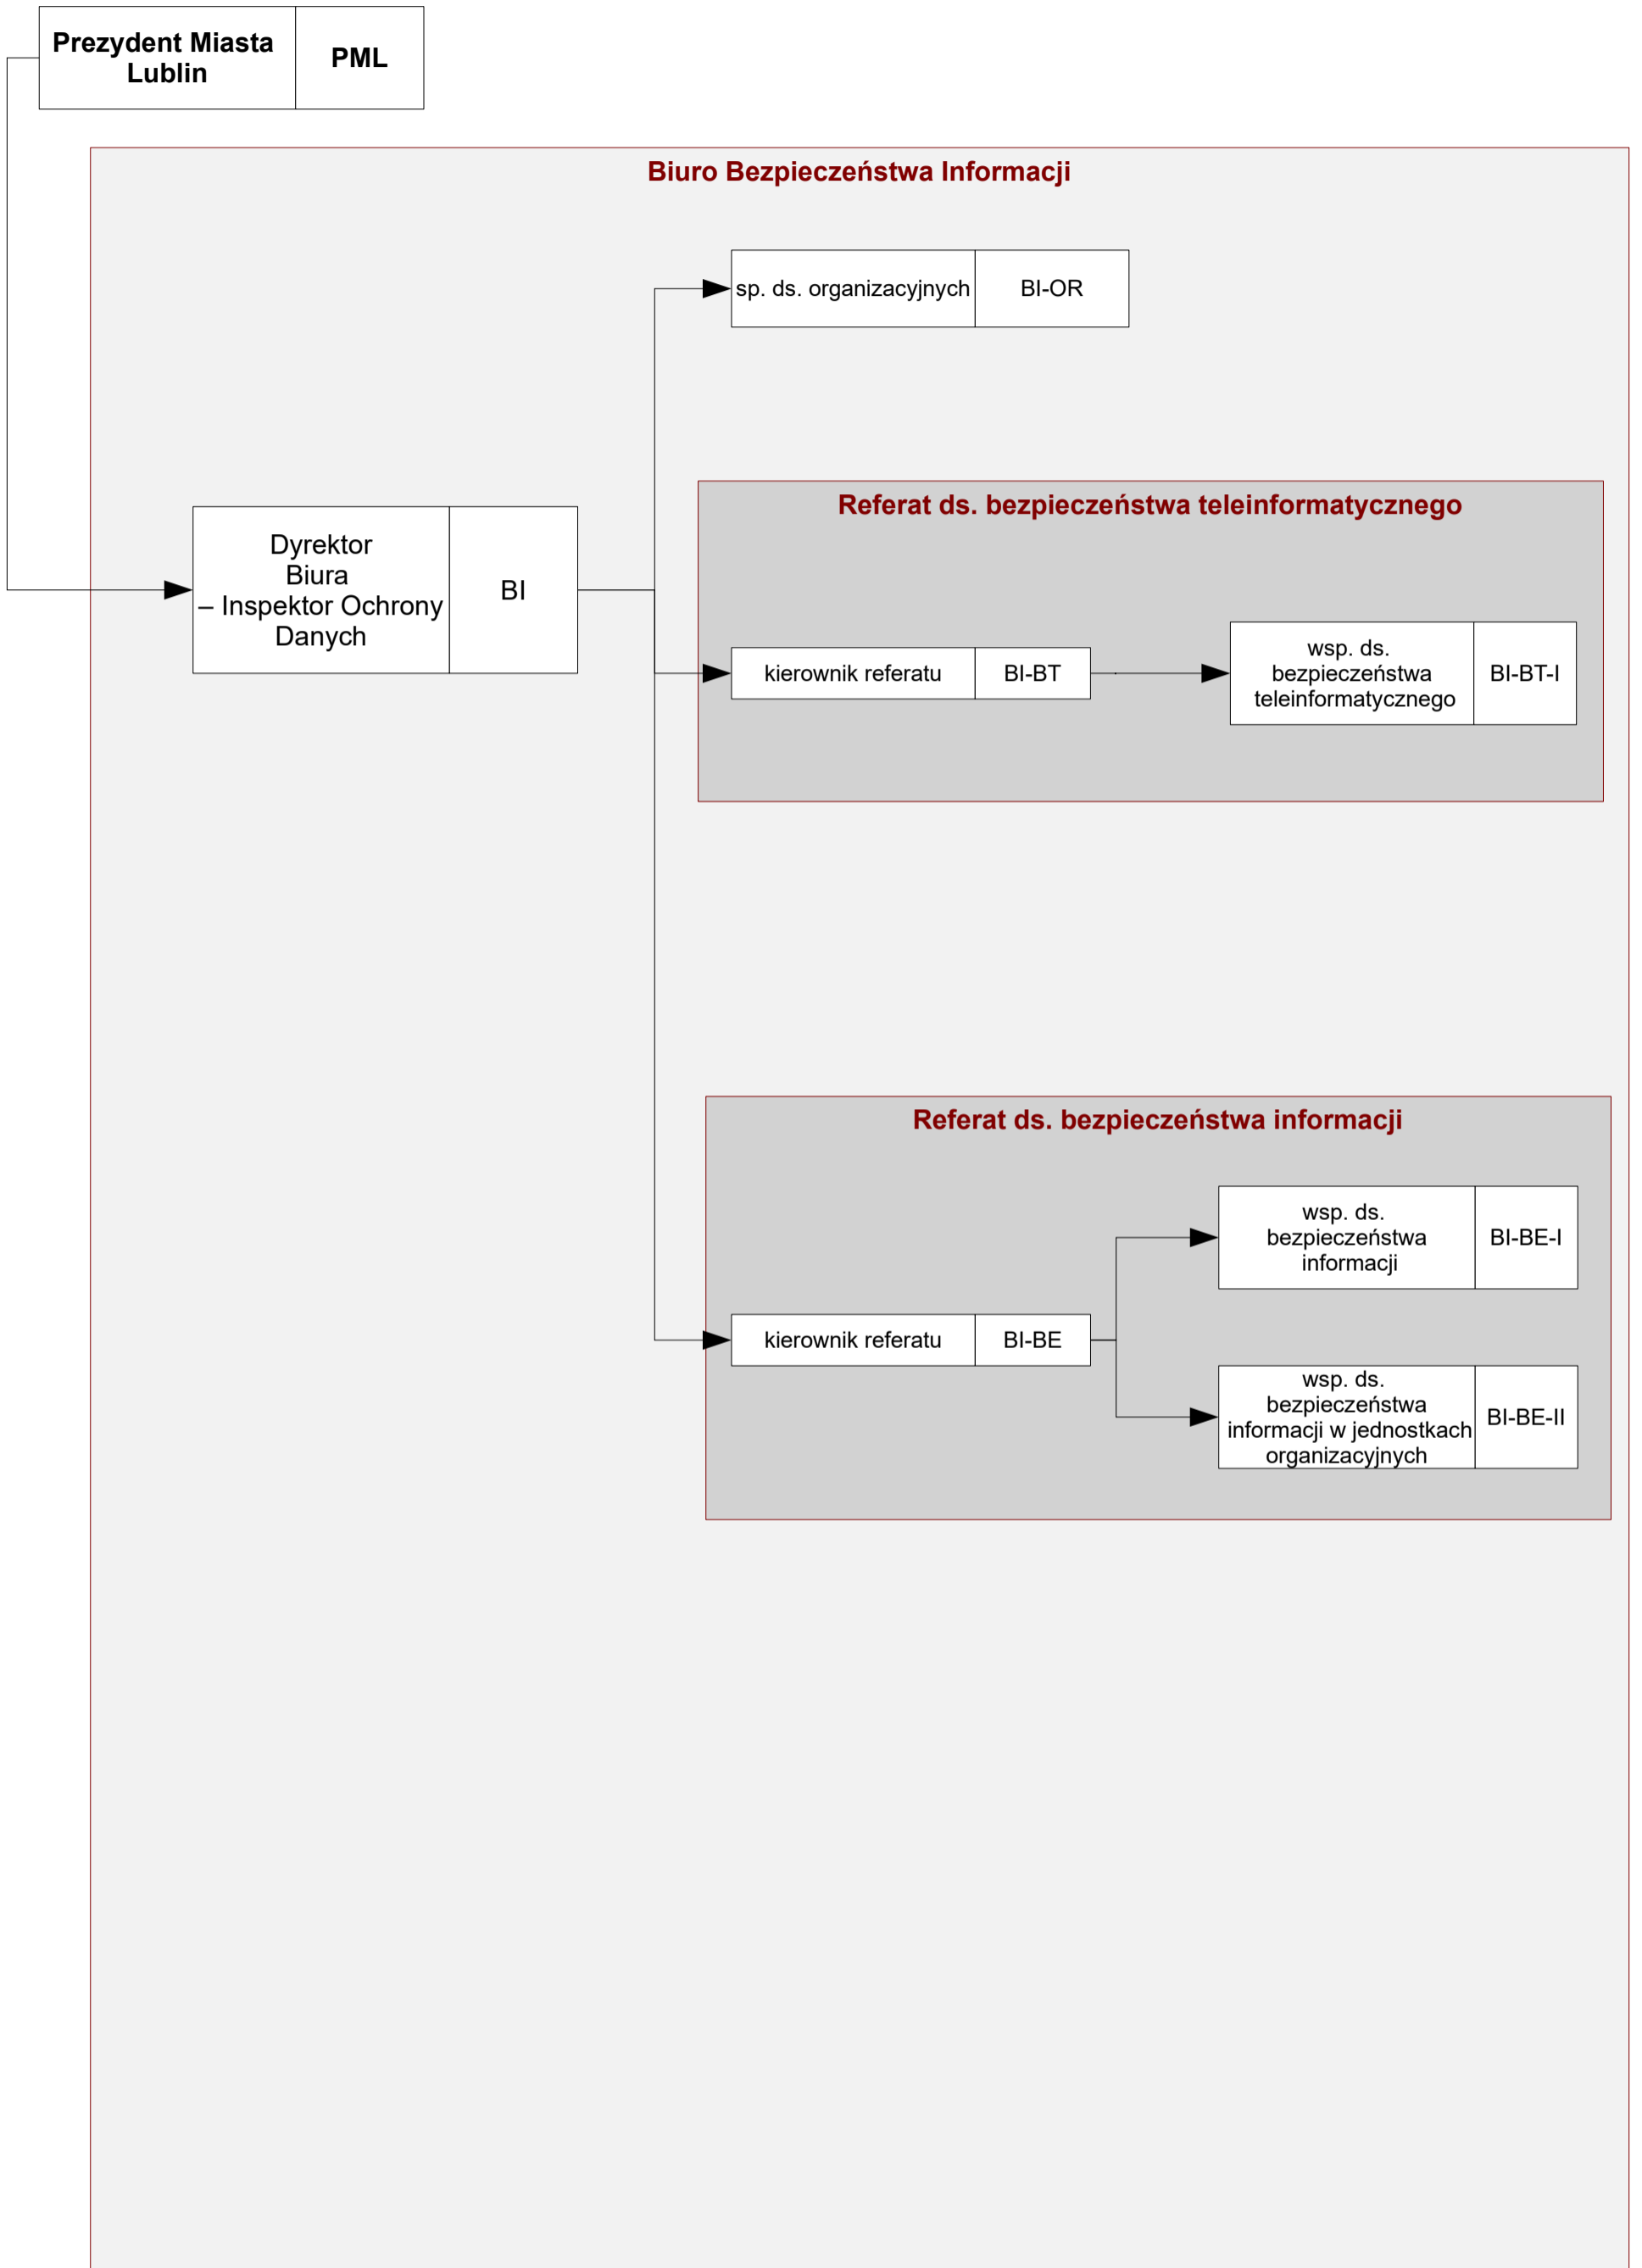 Prezydent Miasta
Lublin
PML
Biuro Bezpieczeństwa Informacji
sp. ds. organizacyjnych
BI-OR
Referat ds. bezpieczeństwa teleinformatycznego
Dyrektor
Biura
– Inspektor Ochrony
Danych
BI
kierownik referatu
BI-BT
wsp. ds.
bezpieczeństwa
teleinformatycznego
BI-BT-I
Referat ds. bezpieczeństwa informacji
wsp. ds.
bezpieczeństwa
informacji
BI-BE-I
kierownik referatu
BI-BE
wsp. ds.
bezpieczeństwa
informacji w jednostkach
organizacyjnych
BI-BE-II